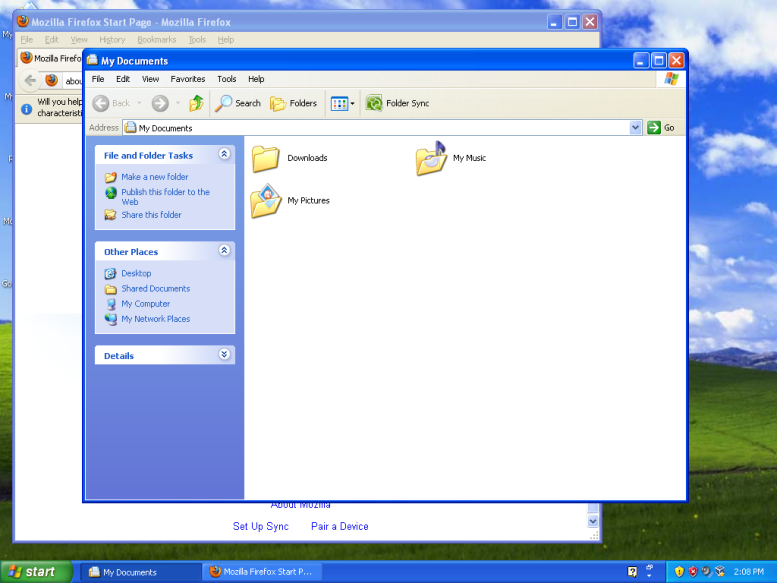 Mozilla Firefox Start Page - Mozilla Firefox
File Edit View History Bookmarks Tools Help
Mozilla Firefo
abou
Will you help
characteristi
My Documents
File Edit View Favorites Tools Help
Back Search Folders Folder Sync
Address My Documents Go
File and Folder Tasks
Make a new folder
Publish this folder to the
Web
Share this folder
Other Places
Desktop
Shared Documents
My Computer
My Network Places
Details
Downloads
My Music
My Pictures
About Mozilla
Set Up Sync Pair a Device
start My Documents Mozilla Firefox Start P... 2:08 PM